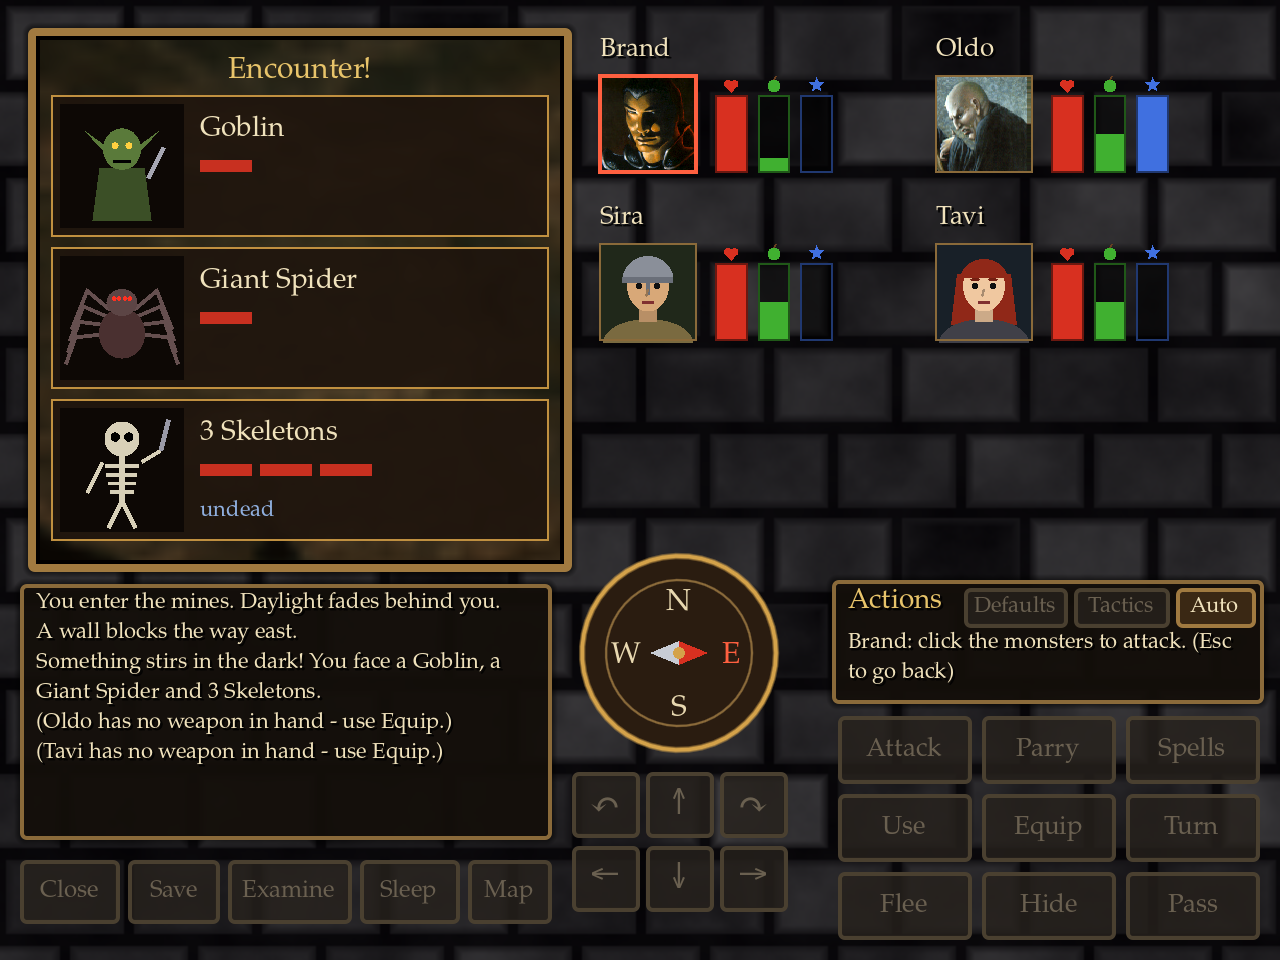 Encounter!
Goblin
Giant Spider
3 Skeletons
undead
Brand
Oldo
Sira
Tavi
You enter the mines. Daylight fades behind you.
A wall blocks the way east.
Something stirs in the dark! You face a Goblin, a
Giant Spider and 3 Skeletons.
(Oldo has no weapon in hand - use Equip.)
(Tavi has no weapon in hand - use Equip.)
N
W E
S
Actions Defaults Tactics Auto
Brand: click the monsters to attack. (Esc
to go back)
Attack Parry Spells
Use Equip Turn
Flee Hide Pass
Close Save Examine Sleep Map